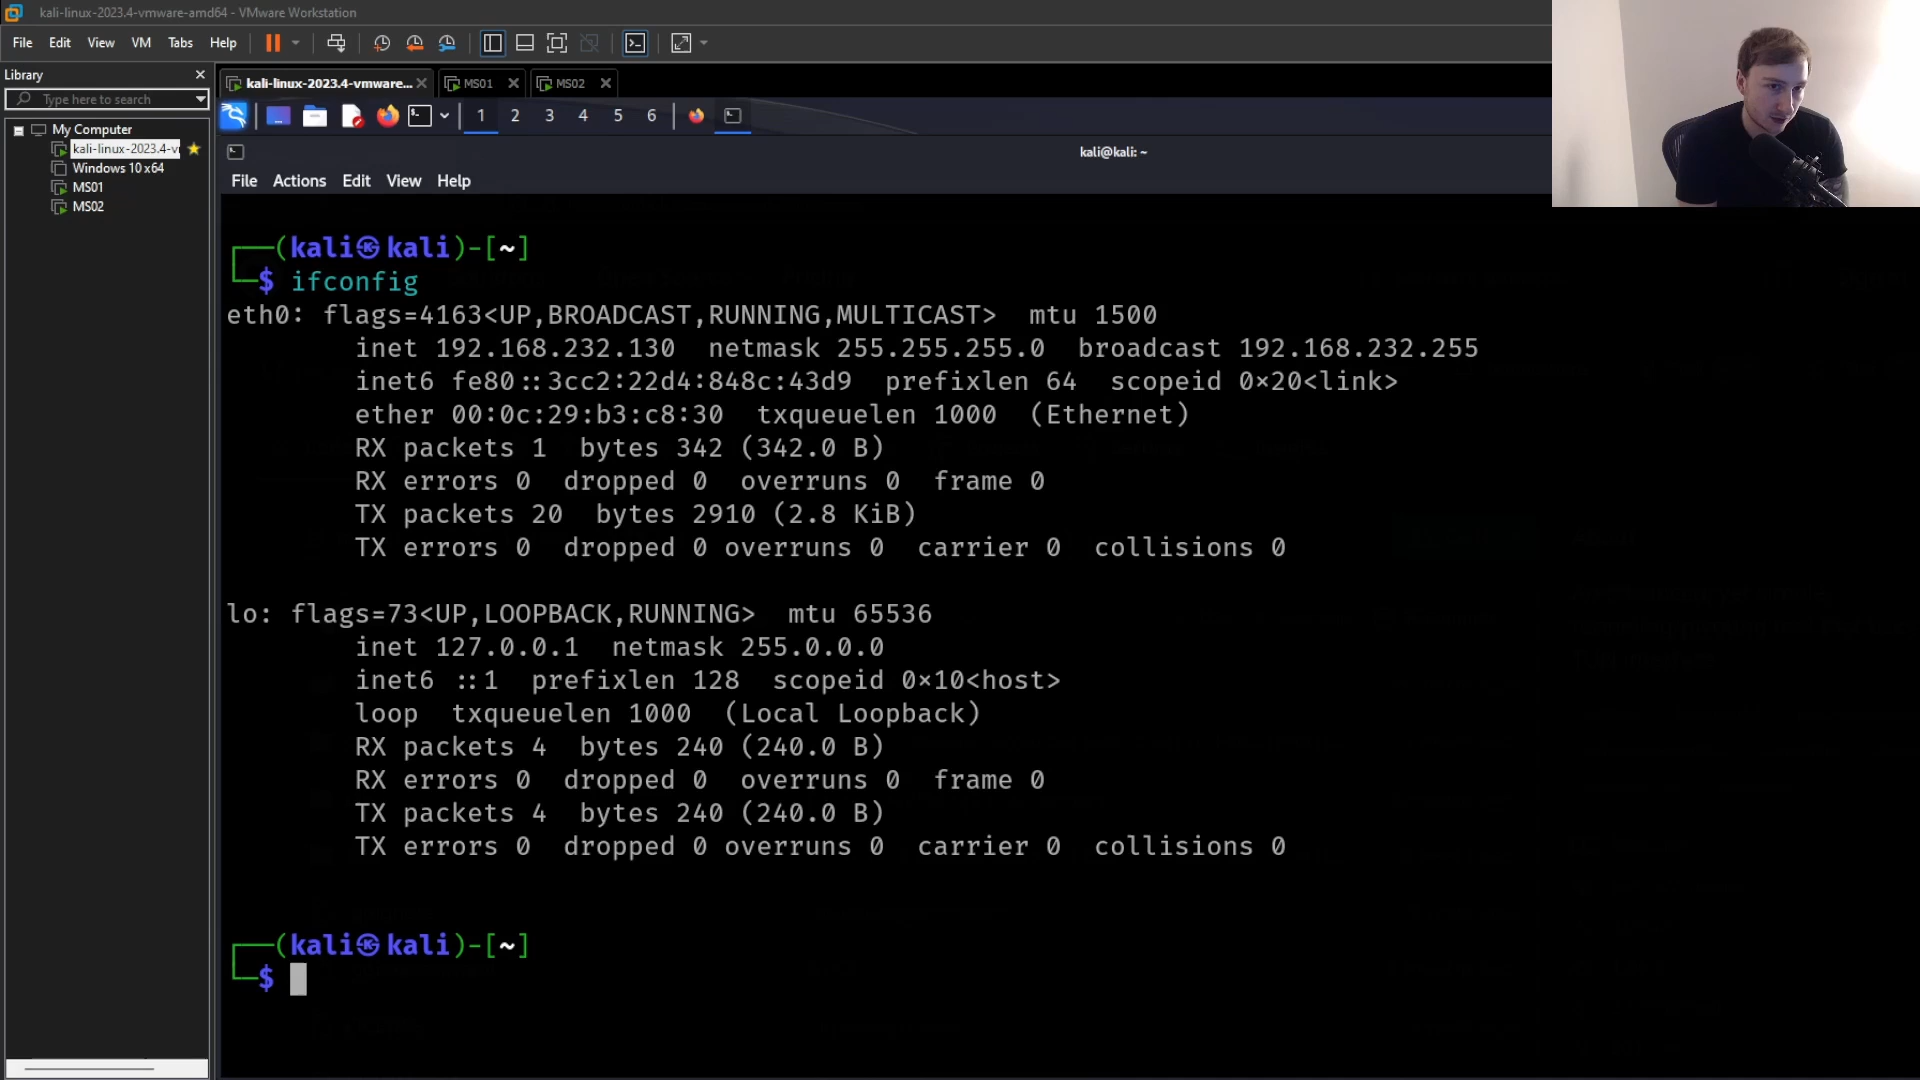 kali-linux-2023.4-vmware-amd64 - VMware Workstation
File Edit View VM Tabs Help
Library
Type here to search
My Computer
kali-linux-2023.4-v
Windows 10 x64
MS01
MS02
kali-linux-2023.4-vmware... MS01 MS02
1 2 3 4 5 6
kali@kali: ~
File Actions Edit View Help
(kali㉿kali)-[~]
$ ifconfig
eth0: flags=4163<UP,BROADCAST,RUNNING,MULTICAST>  mtu 1500
inet 192.168.232.130  netmask 255.255.255.0  broadcast 192.168.232.255
inet6 fe80::3cc2:22d4:848c:43d9  prefixlen 64  scopeid 0×20<link>
ether 00:0c:29:b3:c8:30  txqueuelen 1000  (Ethernet)
RX packets 1  bytes 342 (342.0 B)
RX errors 0  dropped 0  overruns 0  frame 0
TX packets 20  bytes 2910 (2.8 KiB)
TX errors 0  dropped 0 overruns 0  carrier 0  collisions 0
lo: flags=73<UP,LOOPBACK,RUNNING>  mtu 65536
inet 127.0.0.1  netmask 255.0.0.0
inet6 ::1  prefixlen 128  scopeid 0×10<host>
loop  txqueuelen 1000  (Local Loopback)
RX packets 4  bytes 240 (240.0 B)
RX errors 0  dropped 0  overruns 0  frame 0
TX packets 4  bytes 240 (240.0 B)
TX errors 0  dropped 0 overruns 0  carrier 0  collisions 0
(kali㉿kali)-[~]
$